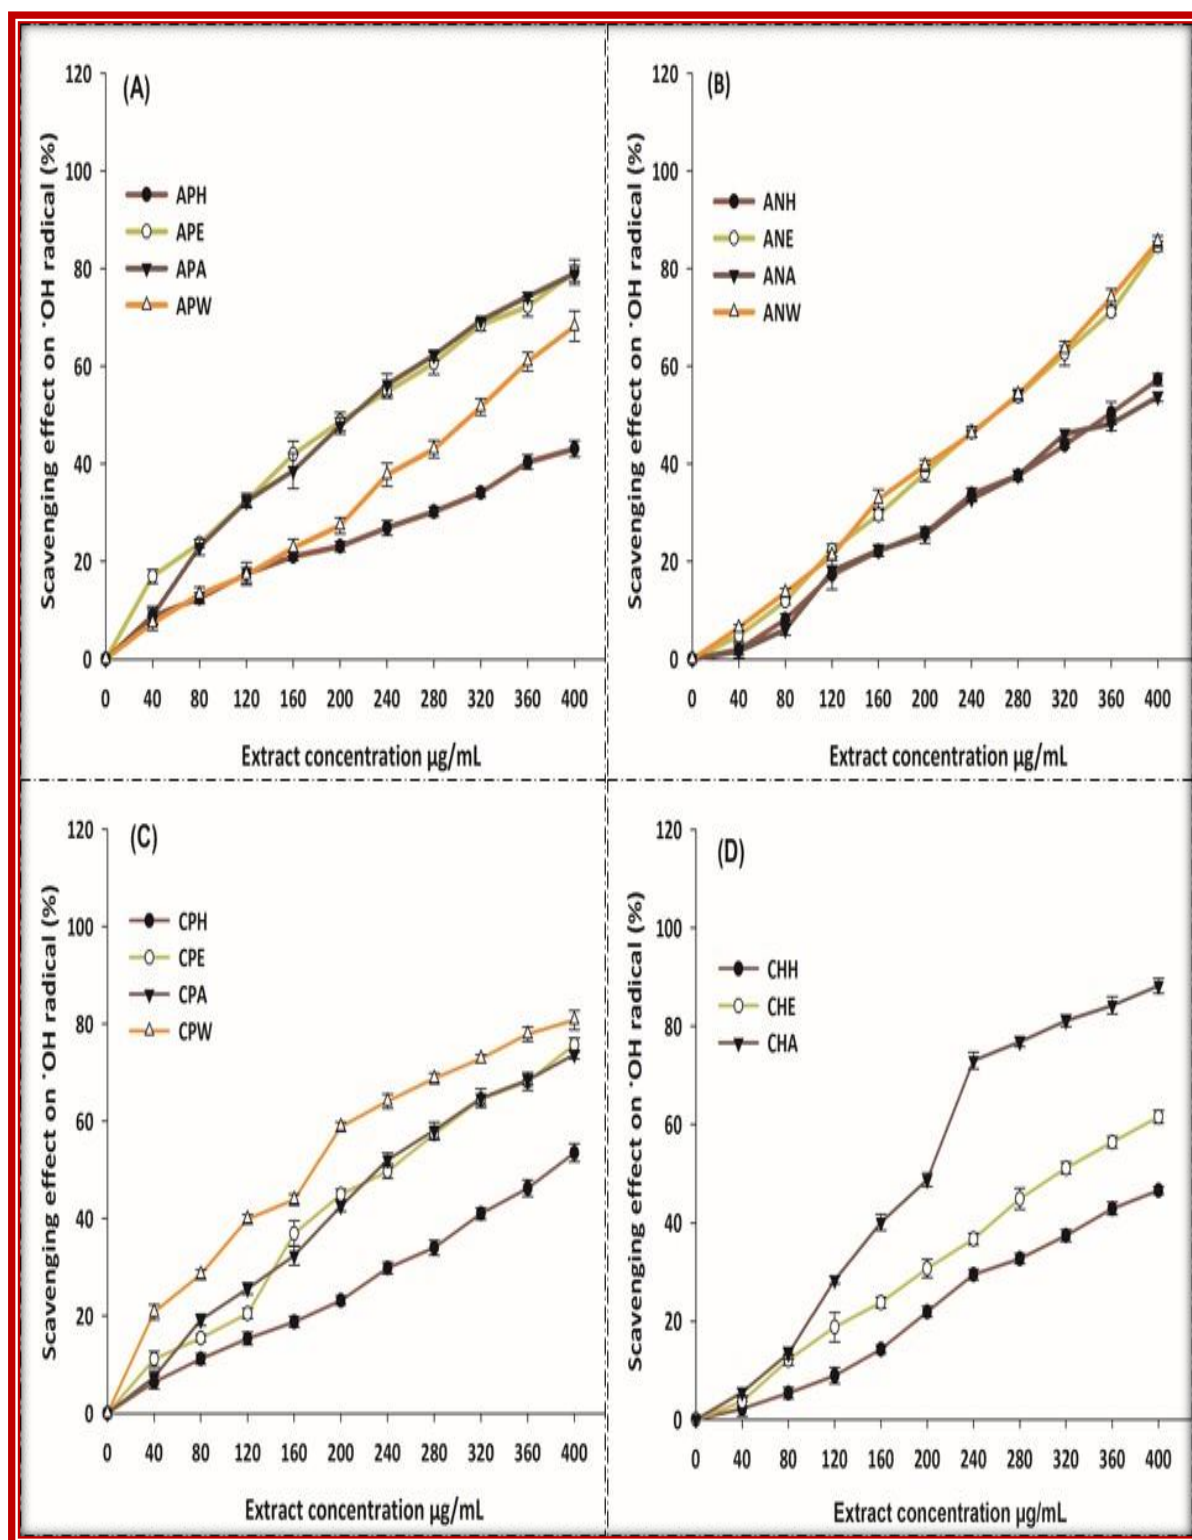 (A)
Scavenging effect on ˙OH radical (%)
120
100
80
60
40
20
0
APH
APE
APA
APW
0 40 80 120 160 200 240 280 320 360 400
Extract concentration µg/mL
(B)
Scavenging effect on ˙OH radical (%)
120
100
80
60
40
20
0
ANH
ANE
ANA
ANW
0 40 80 120 160 200 240 280 320 360 400
Extract concentration µg/mL
(C)
Scavenging effect on ˙OH radical (%)
120
100
80
60
40
20
0
CPH
CPE
CPA
CPW
0 40 80 120 160 200 240 280 320 360 400
Extract concentration µg/mL
(D)
Scavenging effect on ˙OH radical (%)
120
100
80
60
40
20
0
CHH
CHE
CHA
0 40 80 120 160 200 240 280 320 360 400
Extract concentration µg/mL